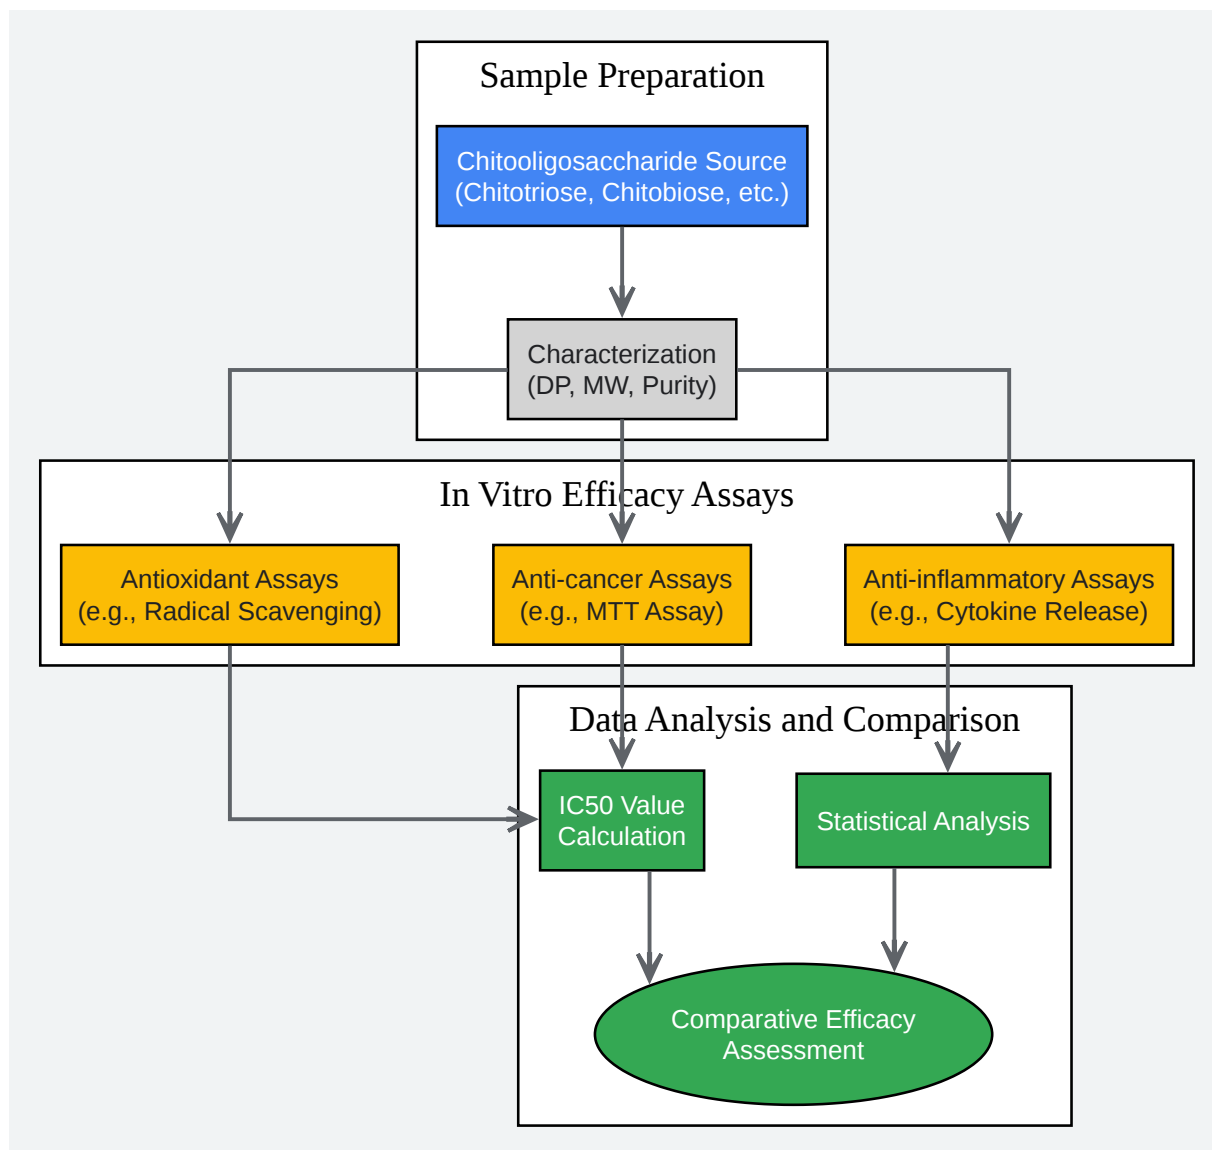 Sample Preparation
Chitooligosaccharide Source
(Chitotriose, Chitobiose, etc.)
Characterization
(DP, MW, Purity)
In Vitro Efficacy Assays
Antioxidant Assays
(e.g., Radical Scavenging)
Anti-cancer Assays
(e.g., MTT Assay)
Anti-inflammatory Assays
(e.g., Cytokine Release)
Data Analysis and Comparison
IC50 Value
Calculation
Statistical Analysis
Comparative Efficacy
Assessment